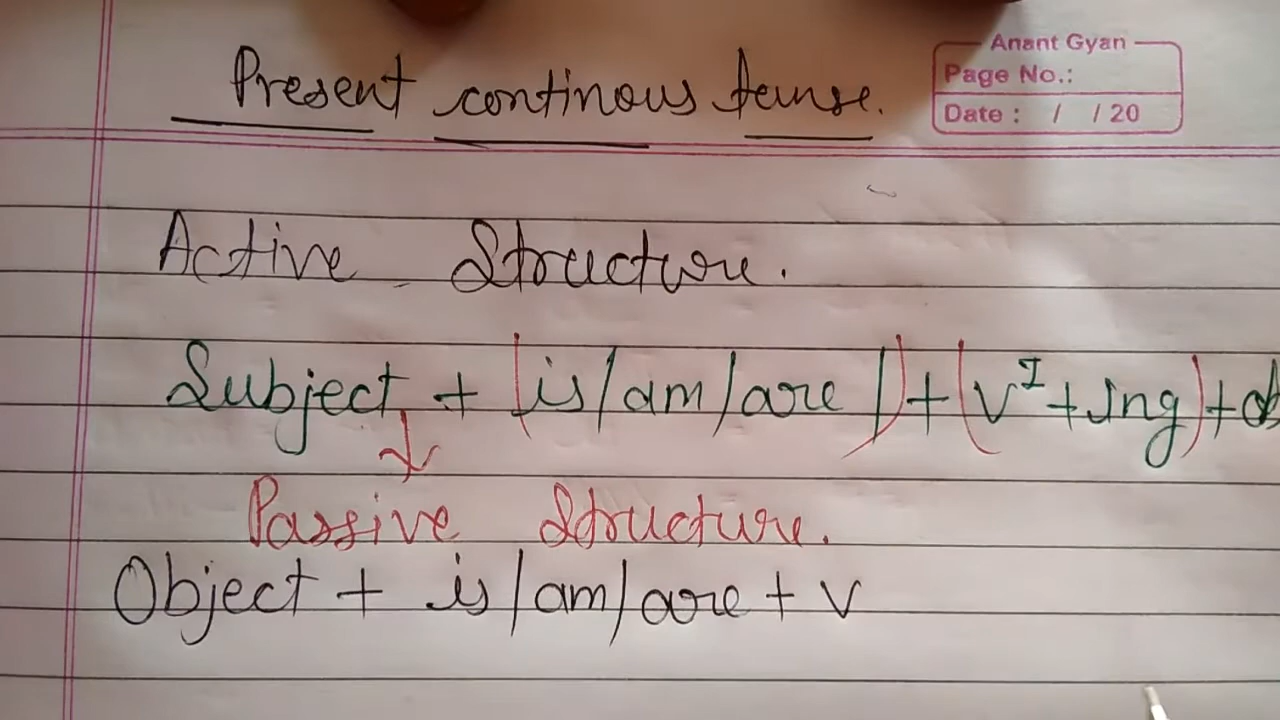 Present continous tense.
Anant Gyan
Page No.:
Date : / / 20
Active Structure.
Subject + (is/am/are) + (V^I + ing) + ob
Passive Structure.
Object + is/am/are + v